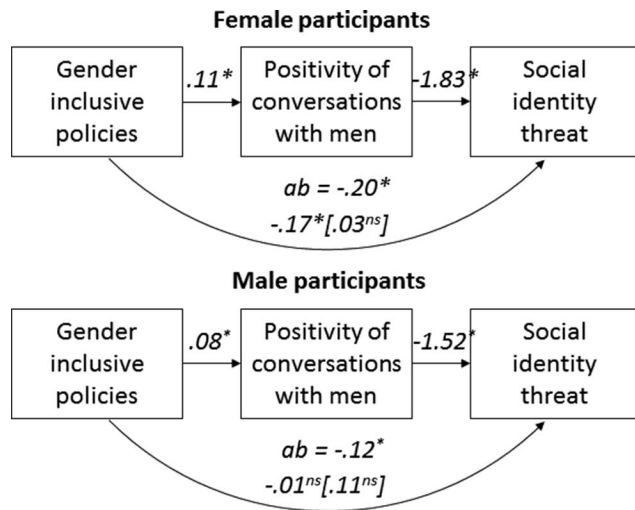 Female participants
Gender
inclusive
policies
.11*
Positivity of
conversations
with men
-1.83*
Social
identity
threat
ab = -.20*
-.17*[.03ns]
Male participants
Gender
inclusive
policies
.08*
Positivity of
conversations
with men
-1.52*
Social
identity
threat
ab = -.12*
-.01ns[.11ns]